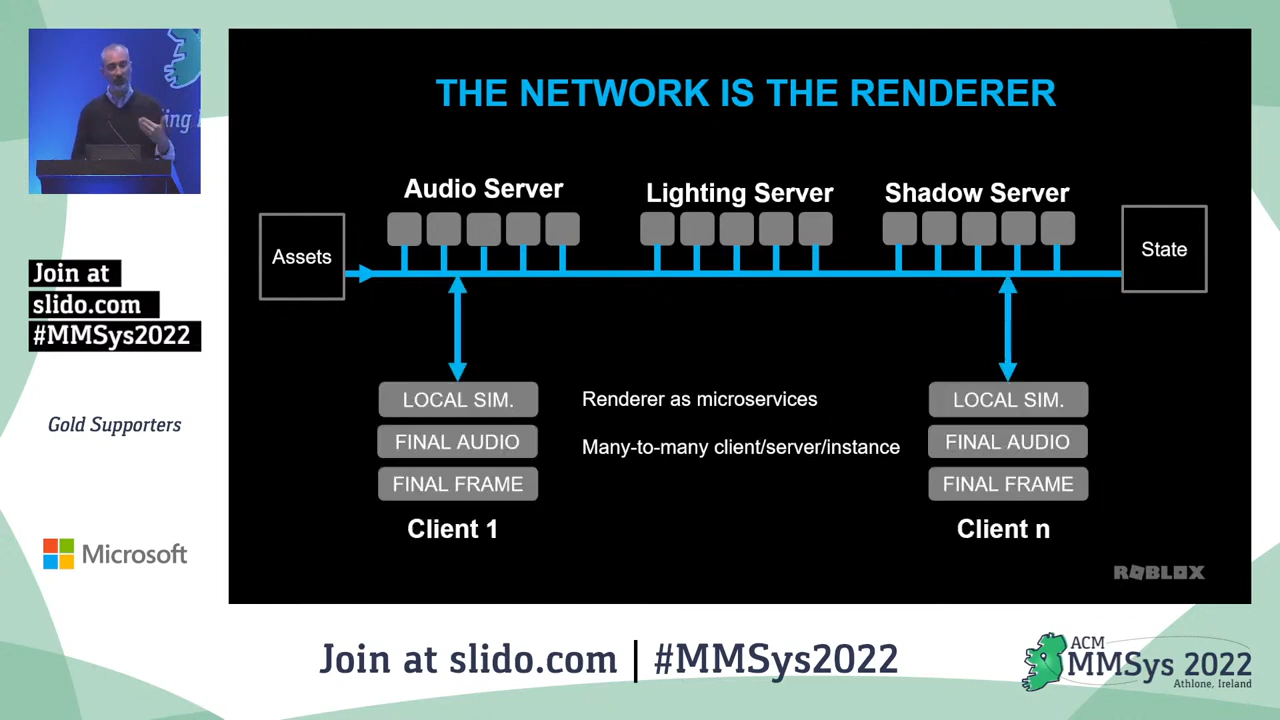 ing
Join at
slido.com
#MMSys2022
Gold Supporters
Microsoft
THE NETWORK IS THE RENDERER
Audio Server
Lighting Server
Shadow Server
Assets
State
LOCAL SIM.
FINAL AUDIO
FINAL FRAME
Client 1
Renderer as microservices
Many-to-many client/server/instance
LOCAL SIM.
FINAL AUDIO
FINAL FRAME
Client n
ROBLOX
Join at slido.com | #MMSys2022
ACM
MMSys 2022
Athlone, Ireland